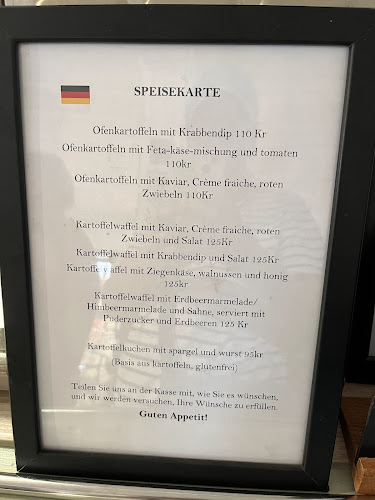 SPEISEKARTE
Ofenkartoffeln mit Krabbendip 110 Kr
Ofenkartoffeln mit Feta-käse-mischung und tomaten
110kr
Ofenkartoffeln mit Kaviar, Crème fraiche, roten
Zwiebeln 110Kr
Kartoffelwaffel mit Kaviar, Crème fraiche, roten
Zwiebeln und Salat 125Kr
Kartoffelwaffel mit Krabbendip und Salat 125Kr
Kartoffelwaffel mit Ziegenkäse, walnussen und honig
125kr
Kartoffelwaffel mit Erdbeermarmelade/
Himbeermarmelade und Sahne, serviert mit
Puderzucker und Erdbeeren 125 Kr
Kartoffelkuchen mit spargel und wurst 95kr
(Basis aus kartoffeln, glutenfrei)
Teilen Sie uns an der Kasse mit, wie Sie es wünschen,
und wir werden versuchen, Ihre Wünsche zu erfüllen.
Guten Appetit!